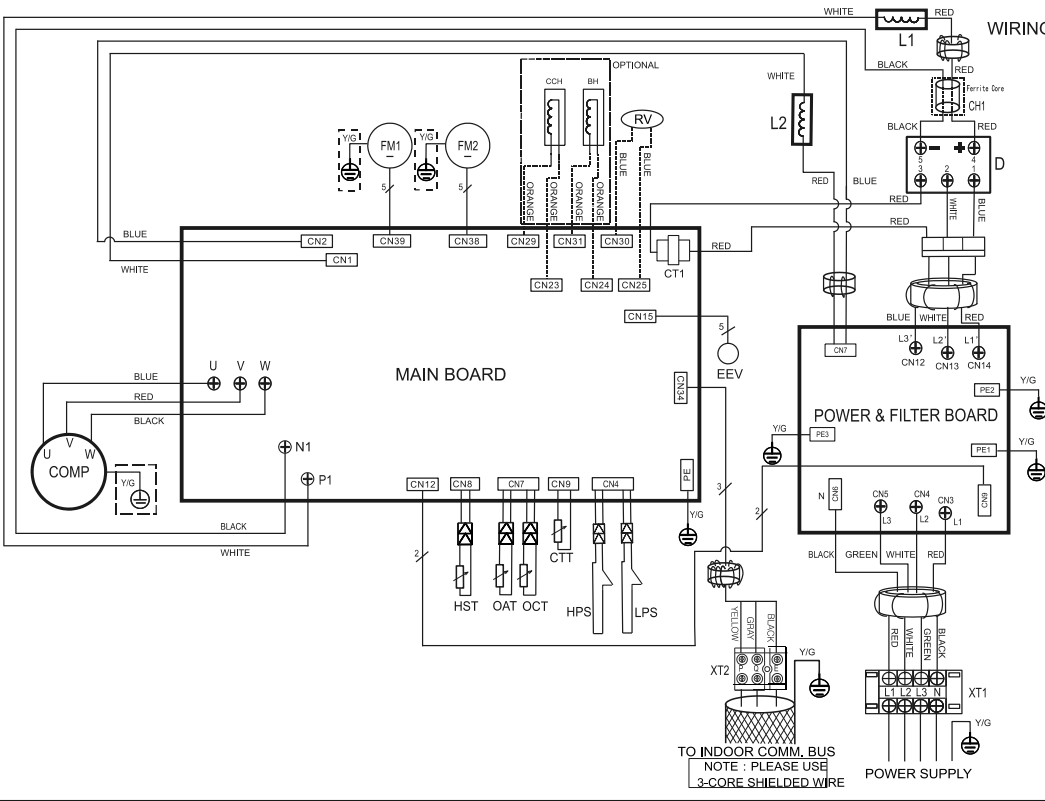 WHITE
L1
RED
WIRING
BLACK
RED
Ferrite Core
CH1
BLACK
RED
5 − + 4
3 2 1
D
OPTIONAL
CCH
BH
RV
WHITE
L2
Y/G
FM1
Y/G
FM2
5
5
ORANGE
ORANGE
ORANGE
ORANGE
BLUE
BLUE
RED
BLUE
RED
WHITE
BLUE
RED
BLUE
WHITE
CN2
CN1
CN39
CN38
CN29
CN31
CN30
CN23
CN24
CN25
CT1
RED
CN15
5
EEV
CN34
BLUE WHITE RED
L3' L2' L1'
CN12 CN13 CN14
CN7
MAIN BOARD
U V W
BLUE
RED
BLACK
U V W
COMP
Y/G
N1
P1
BLACK
WHITE
POWER & FILTER BOARD
PE2
Y/G
PE3
Y/G
PE1
Y/G
N
CN6
CN5
L3
CN4
L2
CN3
L1
CN9
CN12
CN8
CN7
CN9
CN4
PE
Y/G
2
3
2
HST
OAT
OCT
CTT
HPS
LPS
BLACK GREEN WHITE RED
YELLOW
GRAY
BLACK
XT2
P Q E
Y/G
RED
WHITE
GREEN
BLACK
L1 L2 L3 N
XT1
Y/G
TO INDOOR COMM. BUS
NOTE : PLEASE USE
3-CORE SHIELDED WIRE
POWER SUPPLY